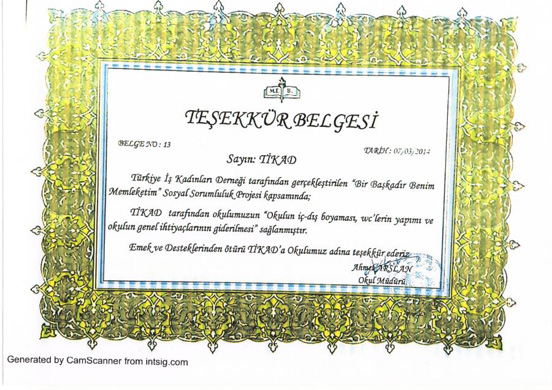 M.E B.
TEŞEKKÜR BELGESİ
BELGE NO : 13
TARİH : 07/03/2014
Sayın: TİKAD
Türkiye İş Kadınları Derneği tarafından gerçekleştirilen “Bir Başkadır Benim
Memleketim” Sosyal Sorumluluk Projesi kapsamında;
TİKAD tarafından okulumuzun “Okulun iç-dış boyaması, wc'lerin yapımı ve
okulun genel ihtiyaçlarının giderilmesi” sağlanmıştır.
Emek ve Desteklerinden ötürü TİKAD'a Okulumuz adına teşekkür ederiz.
Ahmet ARSLAN
Okul Müdürü
Generated by CamScanner from intsig.com